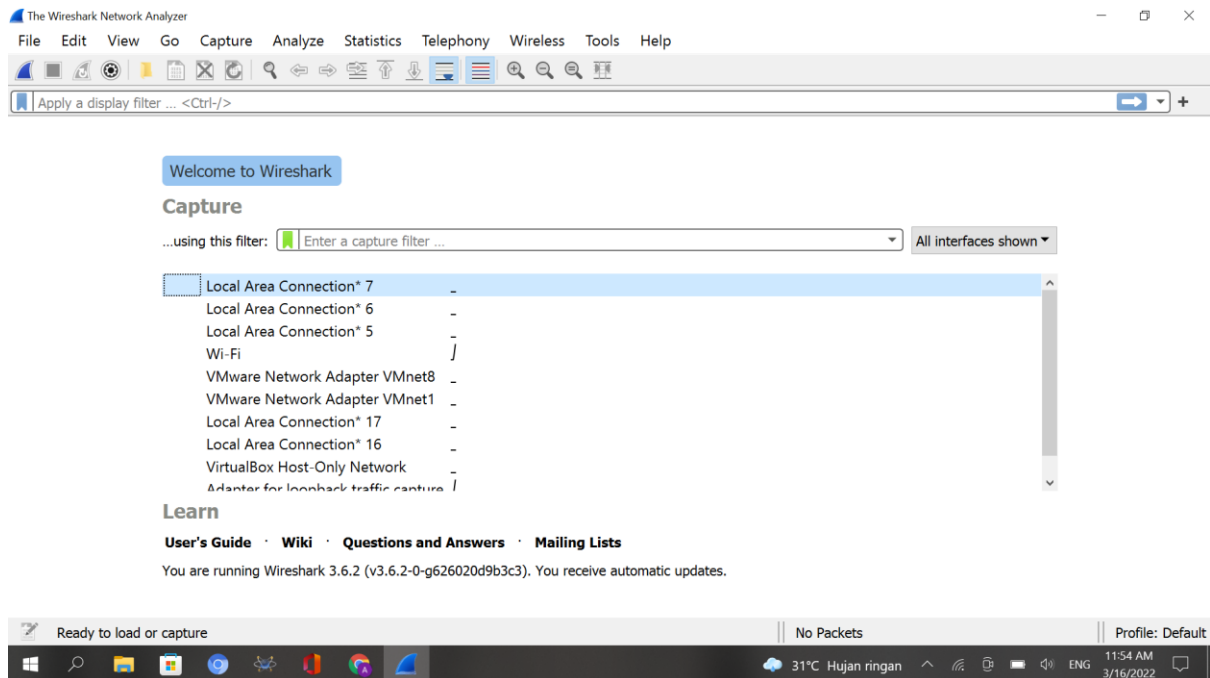 The Wireshark Network Analyzer
File Edit View Go Capture Analyze Statistics Telephony Wireless Tools Help
Apply a display filter ... <Ctrl-/>
Welcome to Wireshark
Capture
...using this filter: Enter a capture filter ... All interfaces shown
Local Area Connection* 7
Local Area Connection* 6
Local Area Connection* 5
Wi-Fi
VMware Network Adapter VMnet8
VMware Network Adapter VMnet1
Local Area Connection* 17
Local Area Connection* 16
VirtualBox Host-Only Network
Adapter for loopback traffic capture
Learn
User's Guide · Wiki · Questions and Answers · Mailing Lists
You are running Wireshark 3.6.2 (v3.6.2-0-g626020d9b3c3). You receive automatic updates.
Ready to load or capture No Packets Profile: Default
31°C Hujan ringan ENG 11:54 AM
3/16/2022